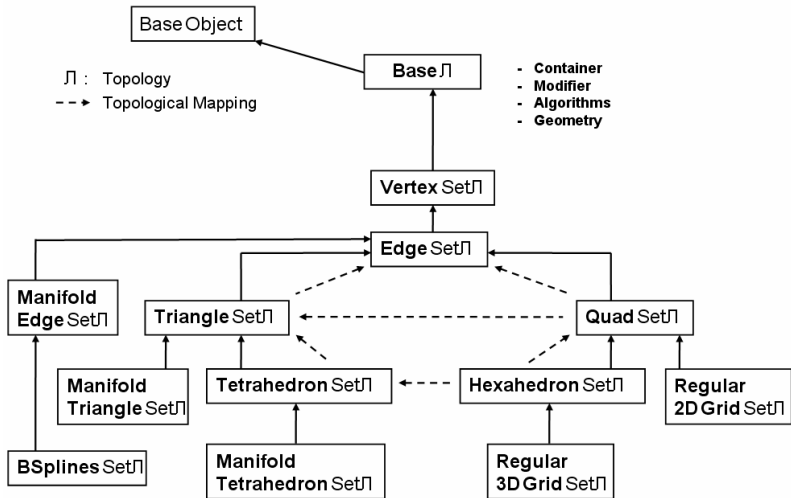 Base Object
Base Л
Л : Topology
Topological Mapping
- Container
- Modifier
- Algorithms
- Geometry
Vertex SetЛ
Edge SetЛ
Manifold
Edge SetЛ
Triangle SetЛ
Quad SetЛ
Manifold
Triangle SetЛ
Tetrahedron SetЛ
Hexahedron SetЛ
Regular
2D Grid SetЛ
BSplines SetЛ
Manifold
Tetrahedron SetЛ
Regular
3D Grid SetЛ